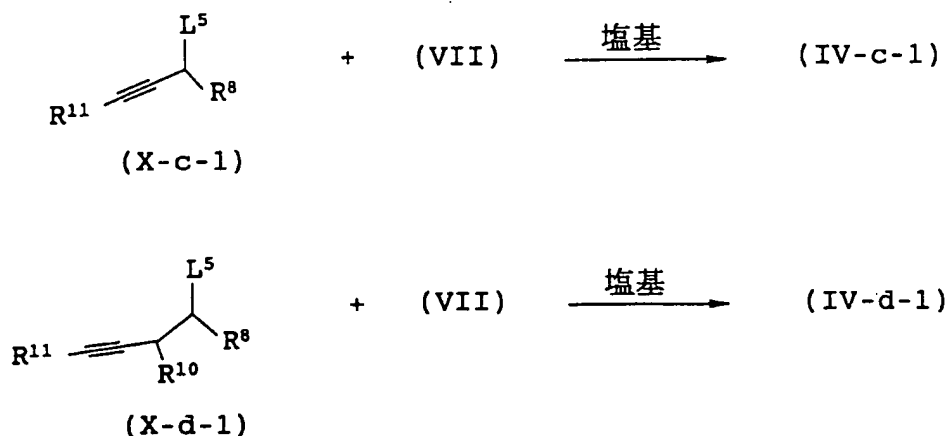 L⁵
+ (VII) 塩基 (IV-c-1)
R¹¹ R⁸
(X-c-1)
L⁵
+ (VII) 塩基 (IV-d-1)
R¹¹ R⁸
R¹⁰
(X-d-1)